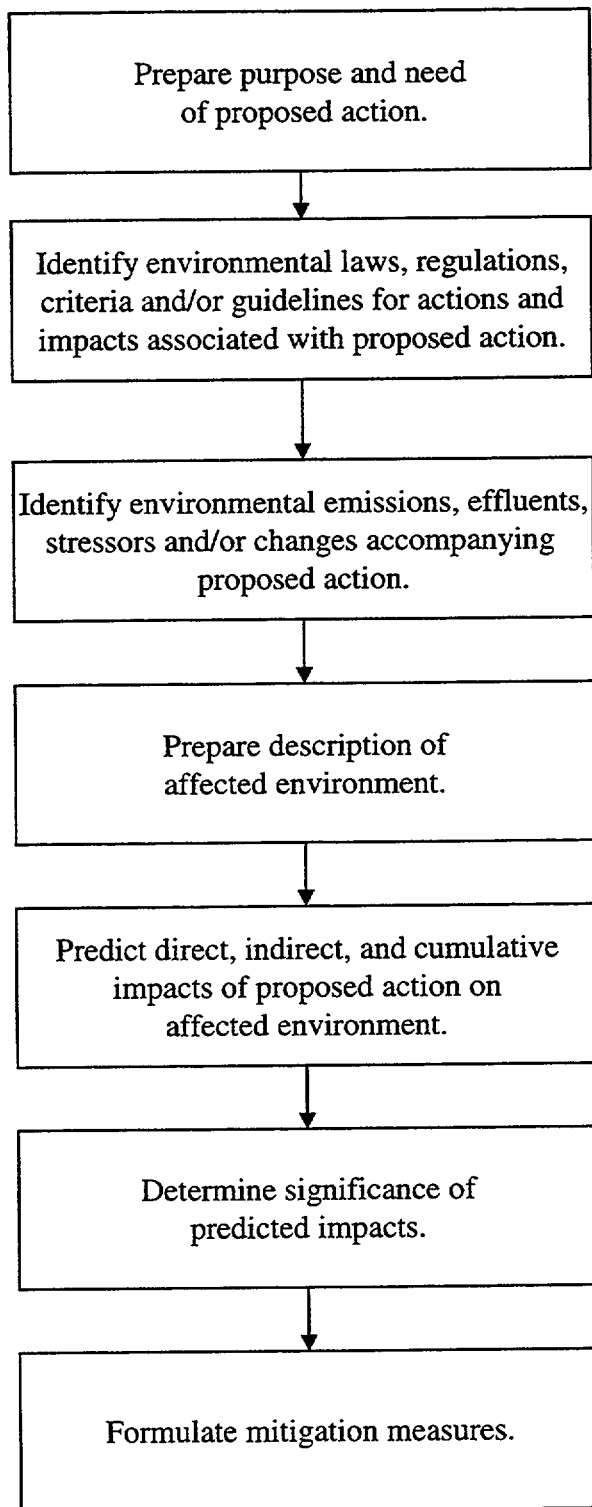 Prepare purpose and need
of proposed action.
Identify environmental laws, regulations,
criteria and/or guidelines for actions and
impacts associated with proposed action.
Identify environmental emissions, effluents,
stressors and/or changes accompanying
proposed action.
Prepare description of
affected environment.
Predict direct, indirect, and cumulative
impacts of proposed action on
affected environment.
Determine significance of
predicted impacts.
Formulate mitigation measures.